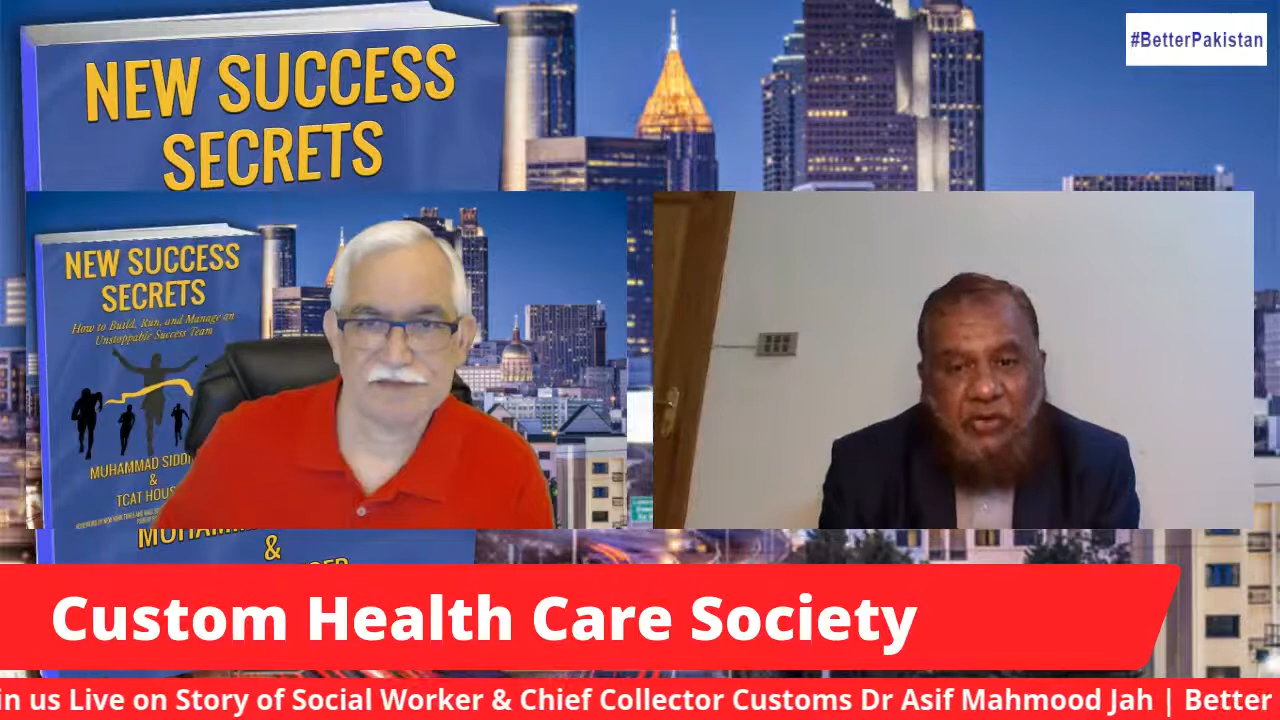 #BetterPakistan
NEW SUCCESS
SECRETS
NEW SUCCESS
SECRETS
How to Build, Run, and Manage an
Unstoppable Success Team
MUHAMMAD
&
TCAT
&
Custom Health Care Society
in us Live on Story of Social Worker & Chief Collector Customs Dr Asif Mahmood Jah | Better